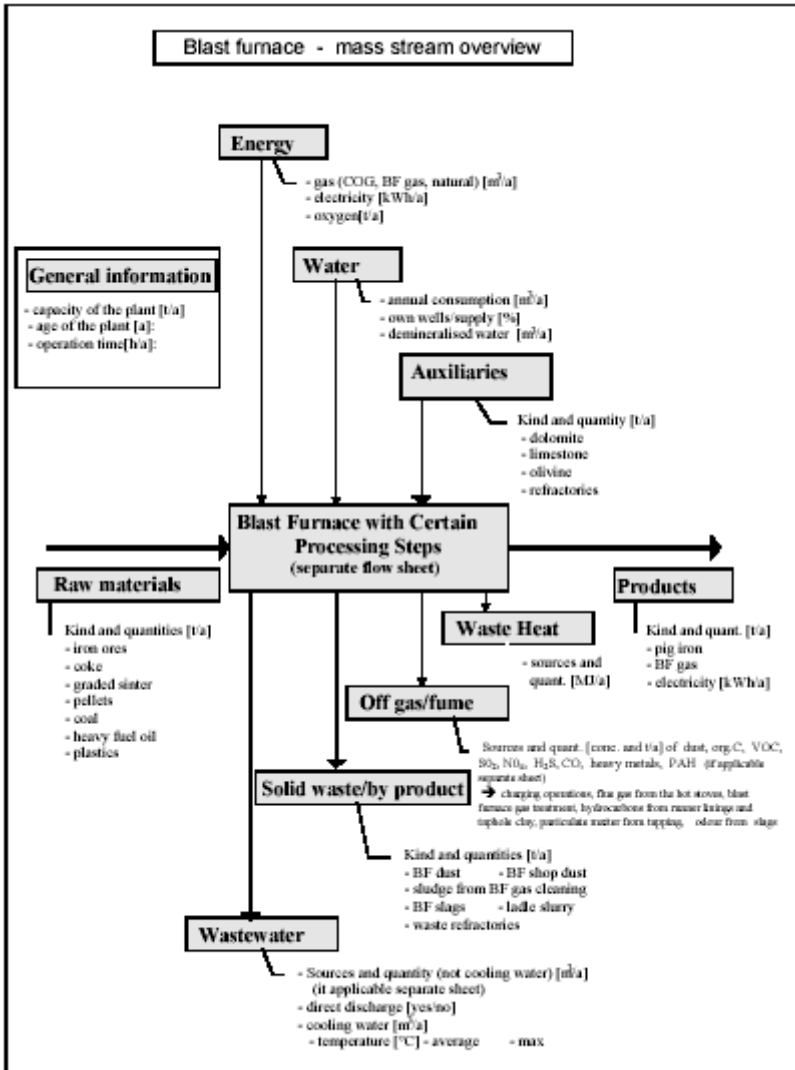 Blast furnace - mass stream overview
Energy
- gas (COG, BF gas, natural) [m³/a]
- electricity [kWh/a]
- oxygen[t/a]
General information
- capacity of the plant [t/a]
- age of the plant [a]:
- operation time[h/a]:
Water
- annual consumption [m³/a]
- own wells/supply [%]
- demineralised water [m³/a]
Auxiliaries
Kind and quantity [t/a]
- dolomite
- limestone
- olivine
- refractories
Blast Furnace with Certain
Processing Steps
(separate flow sheet)
Raw materials
Kind and quantities [t/a]
- iron ores
- coke
- graded sinter
- pellets
- coal
- heavy fuel oil
- plastics
Products
Kind and quant. [t/a]
- pig iron
- BF gas
- electricity [kWh/a]
Waste Heat
- sources and
quant. [MJ/a]
Off gas/fume
Sources and quant. [conc. and t/a] of dust, org.C, VOC,
S0₂, N0ₓ, H₂S, CO, heavy metals, PAH (if applicable
separate sheet)
➔ charging operations, flue gas from the hot stoves, blast
furnace gas treatment, hydrocarbons from runner linings and
taphole clay, particulate matter from tapping, odour from slags
Solid waste/by product
Kind and quantities [t/a]
- BF dust - BF shop dust
- sludge from BF gas cleaning
- BF slags - ladle slurry
- waste refractories
Wastewater
- Sources and quantity (not cooling water) [m³/a]
(it applicable separate sheet)
- direct discharge [yes/no]
- cooling water [m³/a]
- temperature [°C] - average - max